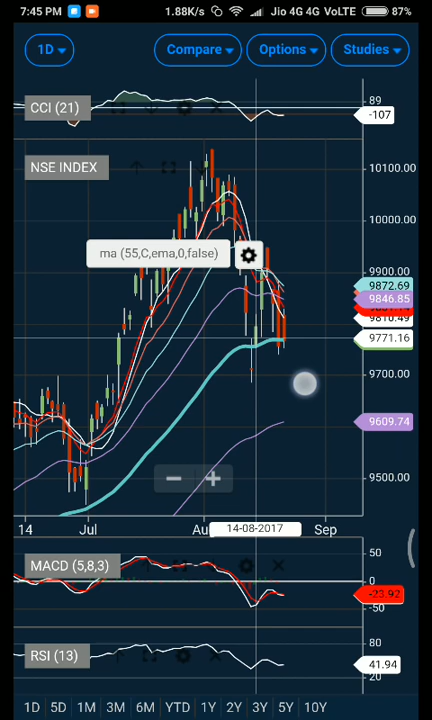 7:45 PM 1.88K/s Jio 4G 4G VoLTE 87%
1D Compare Options Studies
CCI (21)
89
-107
NSE INDEX
10100.00
10000.00
ma (55,C,ema,0,false)
9900.00
9872.69
9846.85
9810.49
9771.16
9700.00
9609.74
9500.00
14 Jul Au 14-08-2017 Sep
MACD (5,8,3)
50
0
-23.92
-50
RSI (13)
80
41.94
20
1D 5D 1M 3M 6M YTD 1Y 2Y 3Y 5Y 10Y